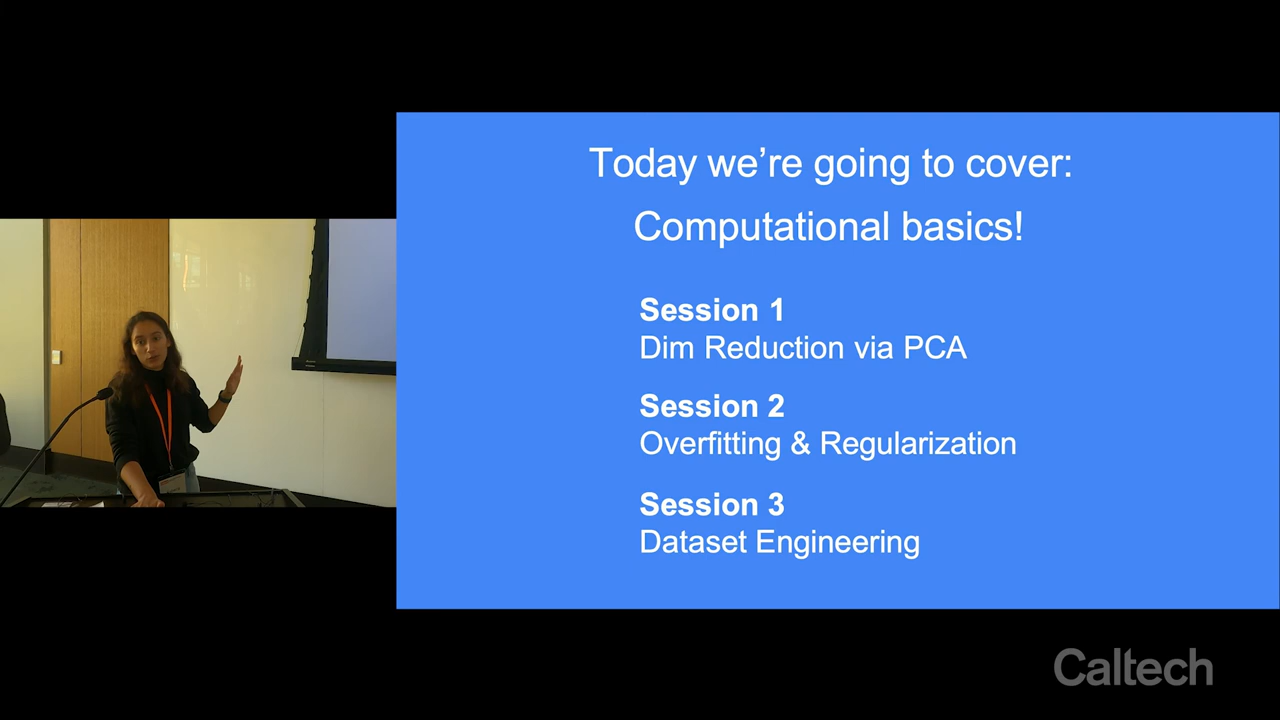 Today we’re going to cover:
Computational basics!
Session 1
Dim Reduction via PCA
Session 2
Overfitting & Regularization
Session 3
Dataset Engineering
Caltech